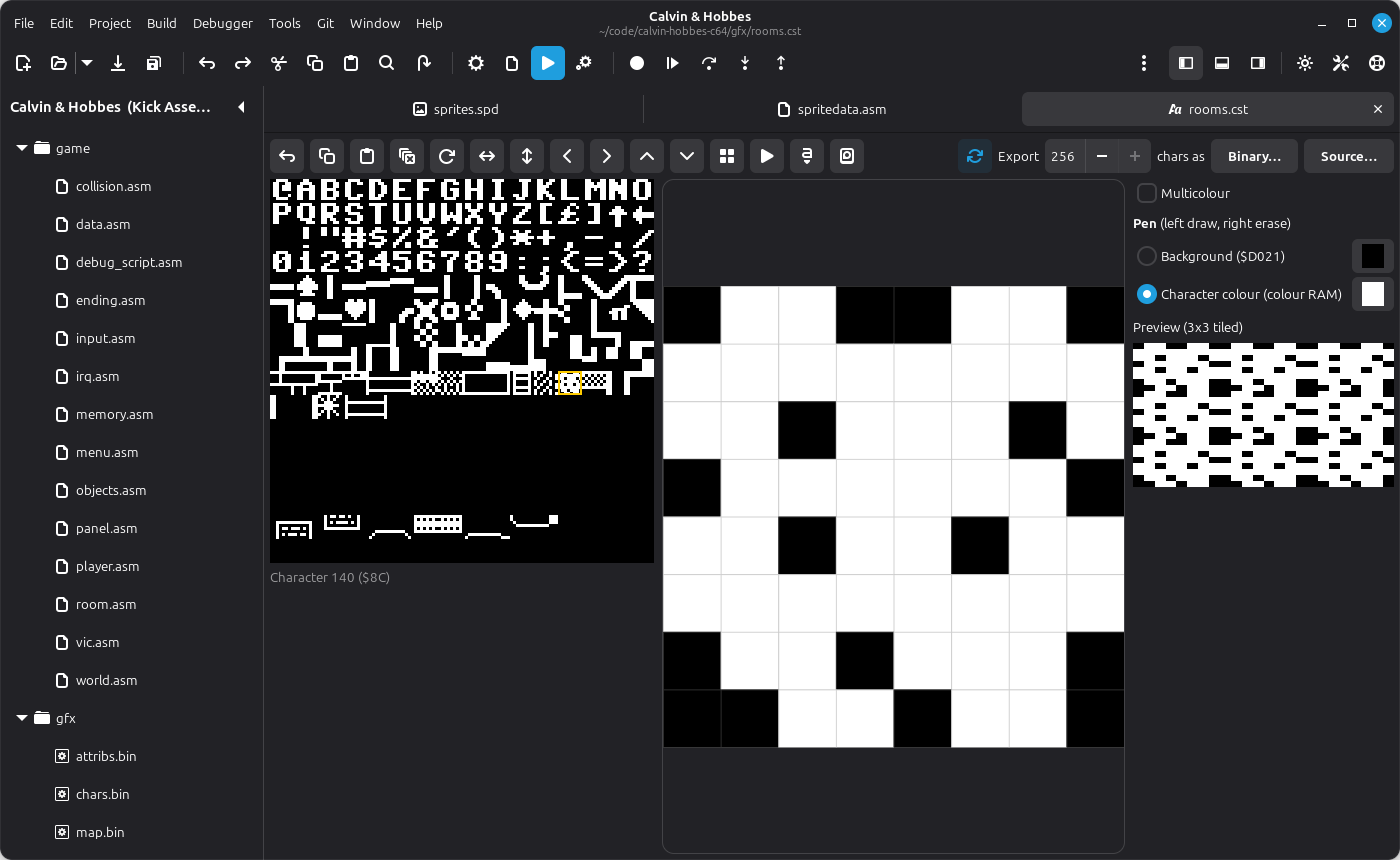 File Edit Project Build Debugger Tools Git Window Help
Calvin & Hobbes
~/code/calvin-hobbes-c64/gfx/rooms.cst
Calvin & Hobbes (Kick Asse...
sprites.spd
spritedata.asm
Aa rooms.cst
game
collision.asm
data.asm
debug_script.asm
ending.asm
input.asm
irq.asm
memory.asm
menu.asm
objects.asm
panel.asm
player.asm
room.asm
vic.asm
world.asm
gfx
attribs.bin
chars.bin
map.bin
a
Export 256 chars as Binary... Source...
@ABCDEFGHIJKLMNO
PQRSTUVWXYZ[£]↑←
!"#$%&'()*+,-./
0123456789:;<=>?
Character 140 ($8C)
Multicolour
Pen (left draw, right erase)
Background ($D021)
Character colour (colour RAM)
Preview (3x3 tiled)